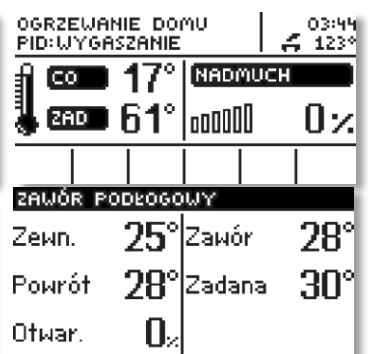 OGRZEWANIE DOMU 03:44
PID:WYGASZANIE 123°
CO 17° NADMUCH
ZAD 61° 0%
ZAWÓR PODŁOGOWY
Zewn. 25° Zawór 28°
Powrót 28° Zadana 30°
Otwar. 0%